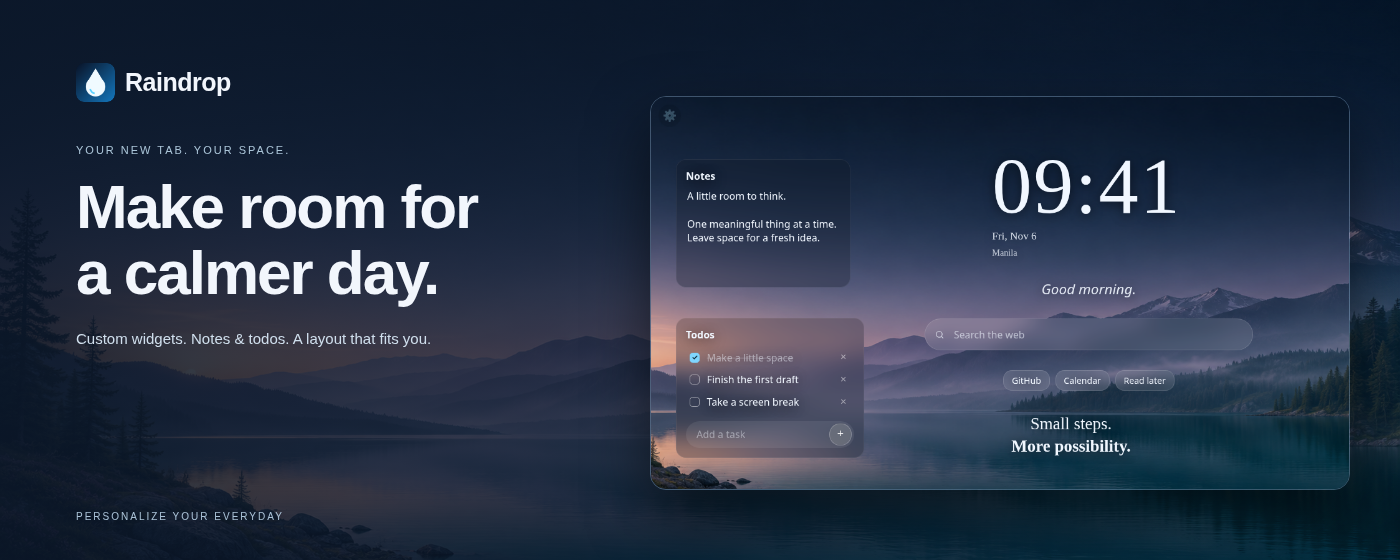 Raindrop
YOUR NEW TAB. YOUR SPACE.
Make room for
a calmer day.
Custom widgets. Notes & todos. A layout that fits you.
PERSONALIZE YOUR EVERYDAY
Notes
A little room to think.
One meaningful thing at a time.
Leave space for a fresh idea.
Todos
Make a little space
Finish the first draft
Take a screen break
Add a task
09:41
Fri, Nov 6
Manila
Good morning.
Search the web
GitHub Calendar Read later
Small steps.
More possibility.